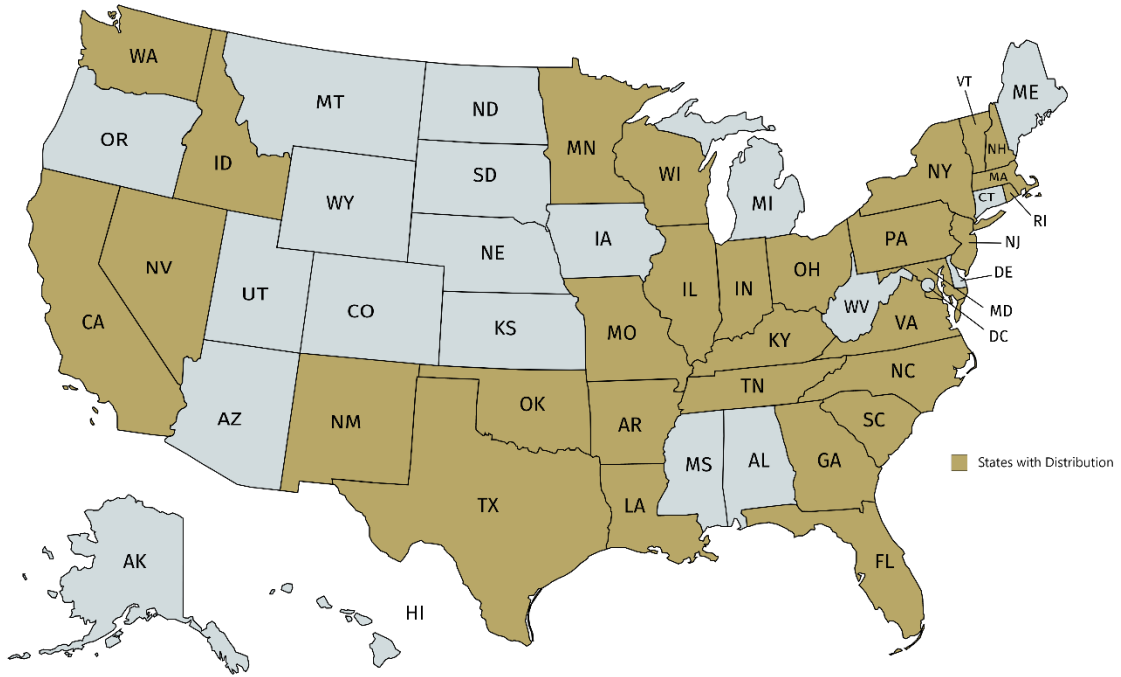 WA
MT
ND
MN
VT
ME
OR
ID
SD
WI
NY
NH
MA
WY
MI
CT
RI
IA
PA
NJ
NE
NV
OH
DE
UT
IL
IN
CO
WV
MD
CA
KS
MO
VA
DC
KY
NC
TN
AZ
NM
OK
AR
SC
MS
AL
GA
States with Distribution
TX
LA
AK
FL
HI